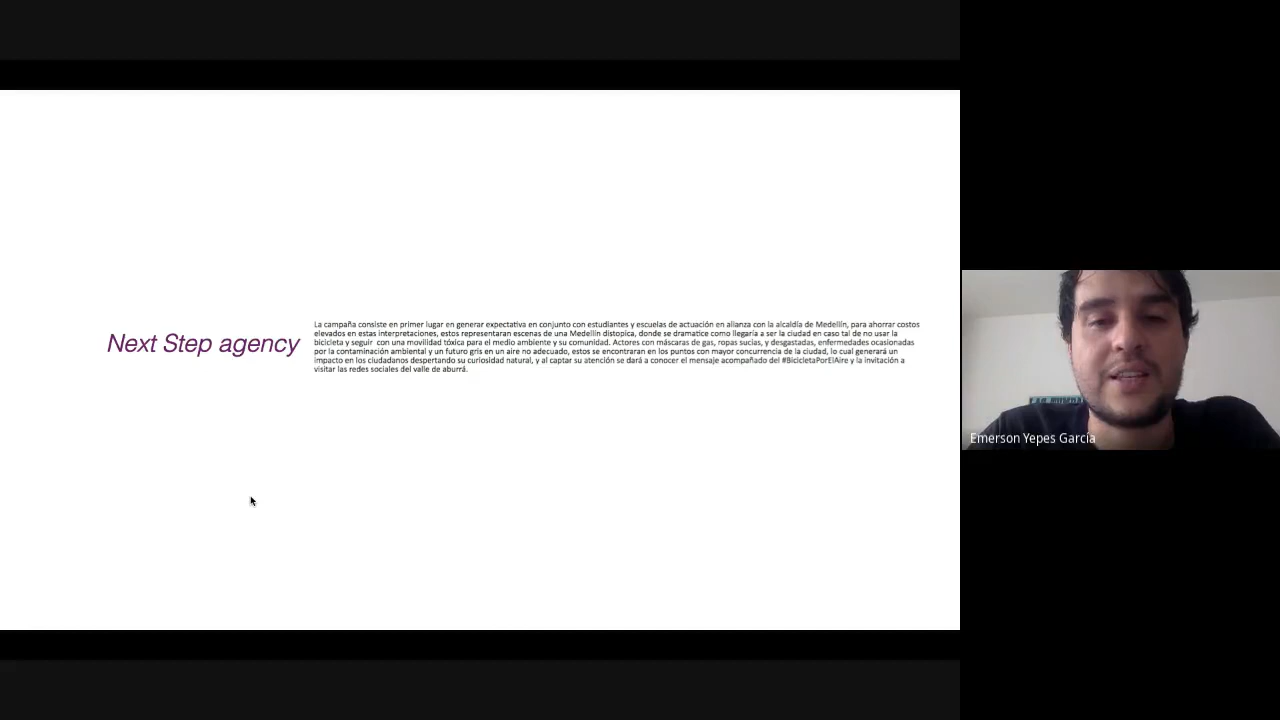 Next Step agency
La campaña consiste en primer lugar en generar expectativa en conjunto con estudiantes y escuelas de actuación en alianza con la alcaldía de Medellín, para ahorrar costos
elevados en estas interpretaciones, estos representaran escenas de una Medellín distopica, donde se dramatice como llegaría a ser la ciudad en caso tal de no usar la
bicicleta y seguir con una movilidad tóxica para el medio ambiente y su comunidad. Actores con máscaras de gas, ropas sucias, y desgastadas, enfermedades ocasionadas
por la contaminación ambiental y un futuro gris en un aire no adecuado, estos se encontraran en los puntos con mayor concurrencia de la ciudad, lo cual generará un
impacto en los ciudadanos despertando su curiosidad natural, y al captar su atención se dará a conocer el mensaje acompañado del #BicicletaPorElAire y la invitación a
visitar las redes sociales del valle de aburrá.
Emerson Yepes García